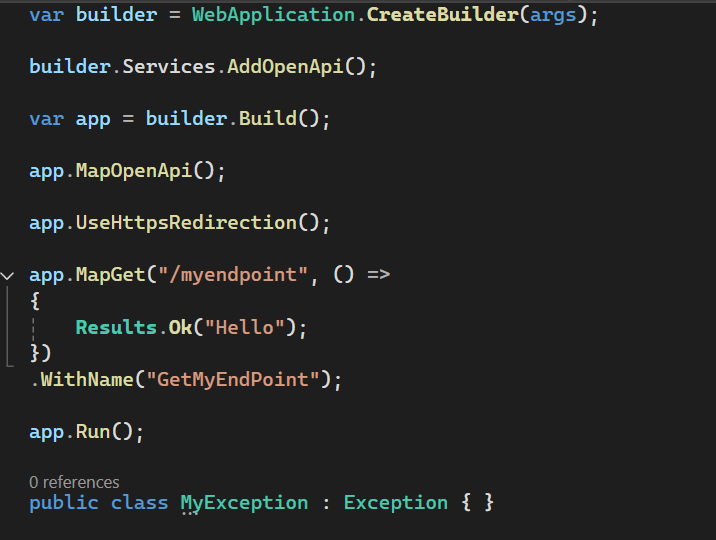 var builder = WebApplication.CreateBuilder(args);
builder.Services.AddOpenApi();
var app = builder.Build();
app.MapOpenApi();
app.UseHttpsRedirection();
app.MapGet("/myendpoint", () =>
{
    Results.Ok("Hello");
})
.WithName("GetMyEndPoint");
app.Run();
0 references
public class MyException : Exception { }